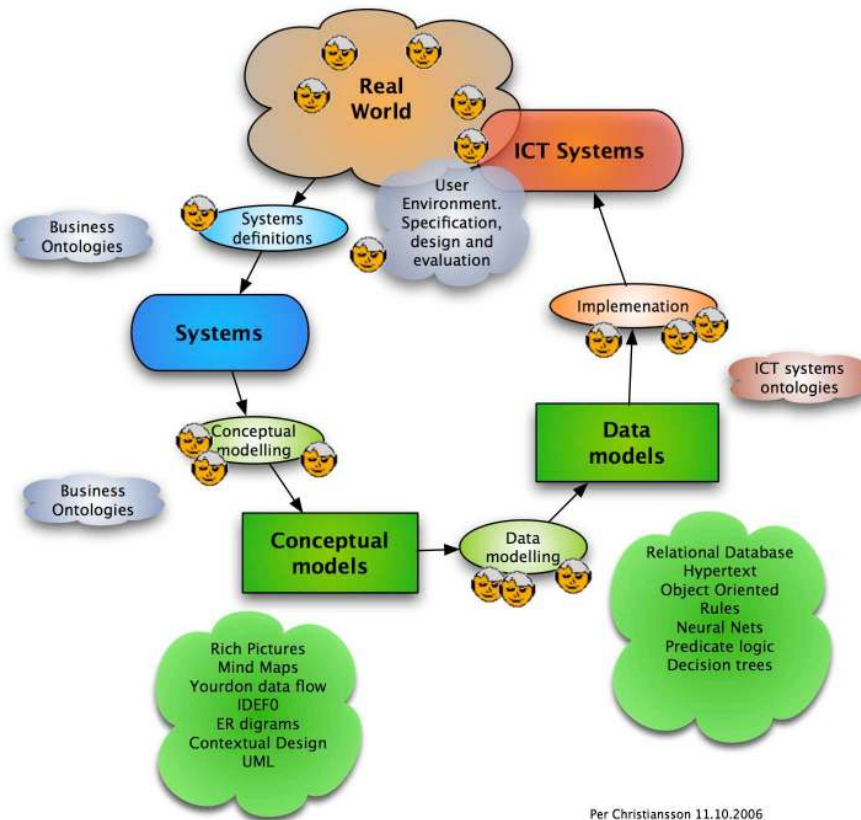 Real
World
ICT Systems
User
Environment.
Specification,
design and
evaluation
Systems
definitions
Business
Ontologies
Systems
Implemenation
ICT systems
ontologies
Conceptual
modelling
Data
models
Business
Ontologies
Conceptual
models
Data
modelling
Relational Database
Hypertext
Object Oriented
Rules
Neural Nets
Predicate logic
Decision trees
Rich Pictures
Mind Maps
Yourdon data flow
IDEF0
ER digrams
Contextual Design
UML
Per Christiansson 11.10.2006